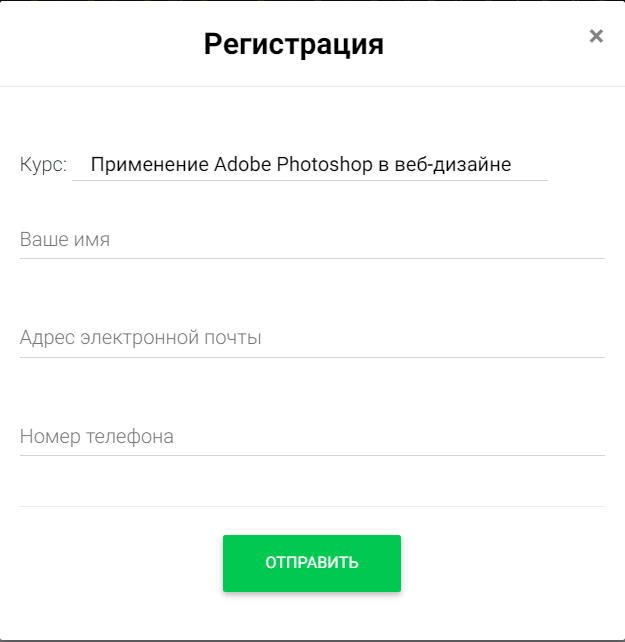 Регистрация
×
Курс: Применение Adobe Photoshop в веб-дизайне
Ваше имя
Адрес электронной почты
Номер телефона
ОТПРАВИТЬ